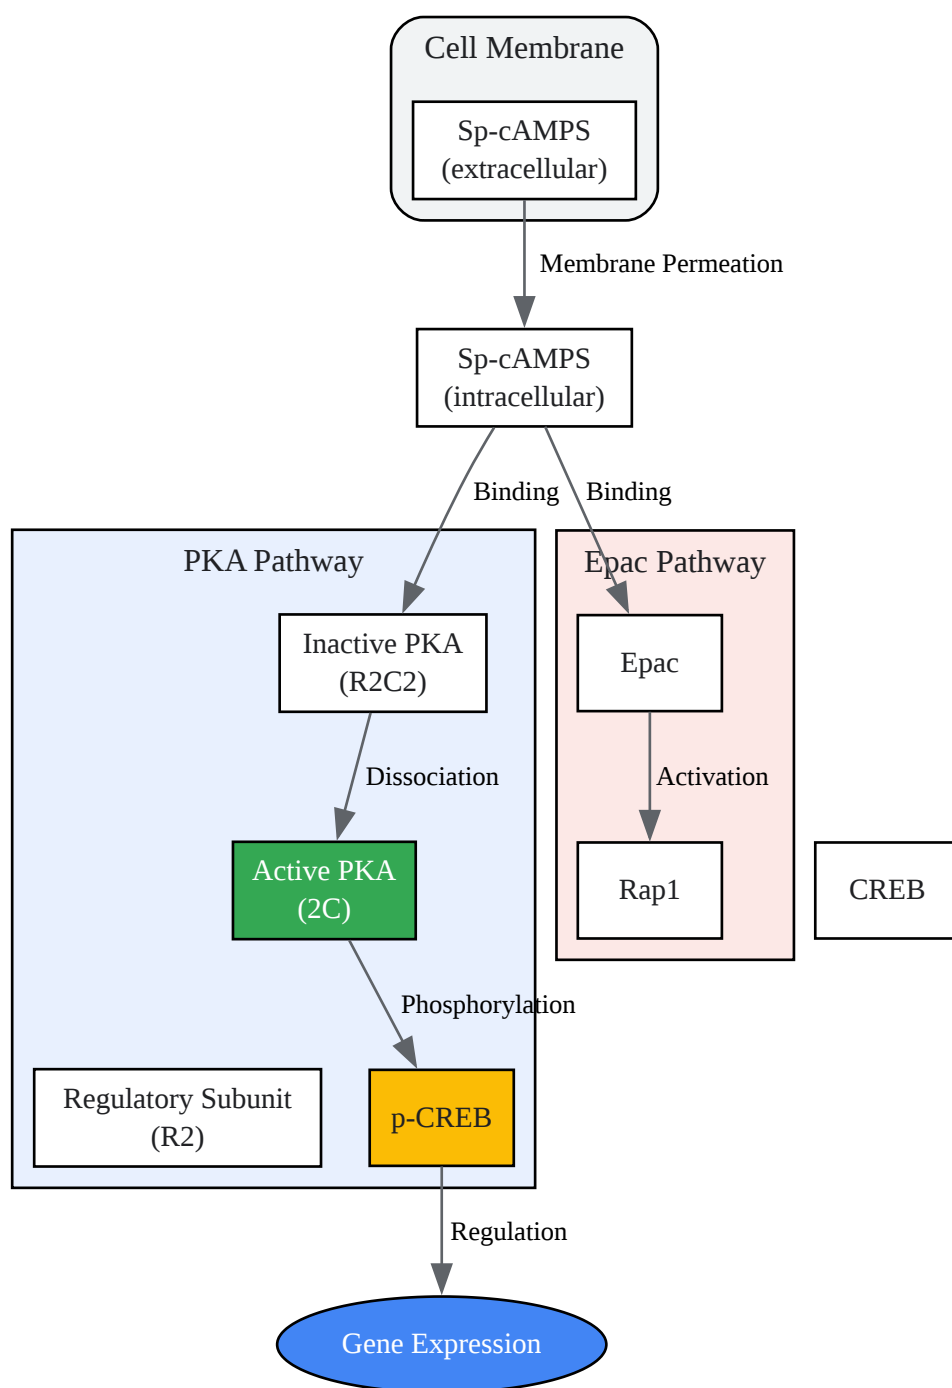 Cell Membrane
Sp-cAMPS
(extracellular)
Membrane Permeation
Sp-cAMPS
(intracellular)
Binding
Binding
PKA Pathway
Epac Pathway
Inactive PKA
(R2C2)
Epac
Dissociation
Activation
Active PKA
(2C)
Rap1
CREB
Phosphorylation
Regulatory Subunit
(R2)
p-CREB
Regulation
Gene Expression